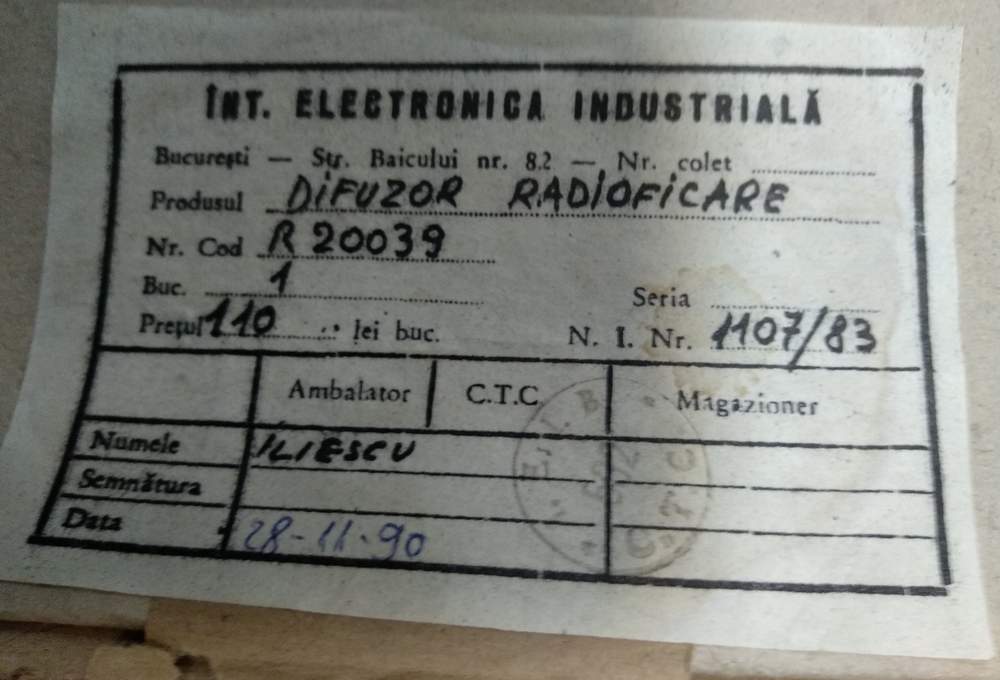 ÎNT. ELECTRONICA INDUSTRIALĂ
București — Str. Baicului nr. 82 — Nr. colet
Produsul DIFUZOR RADIOFICARE
Nr. Cod R 20039
Buc. 1 Seria
Prețul 110 lei buc. N. I. Nr. 1107/83
Ambalator C.T.C. Magazioner
Numele ILIESCU
Semnătura
Data 28-11-90